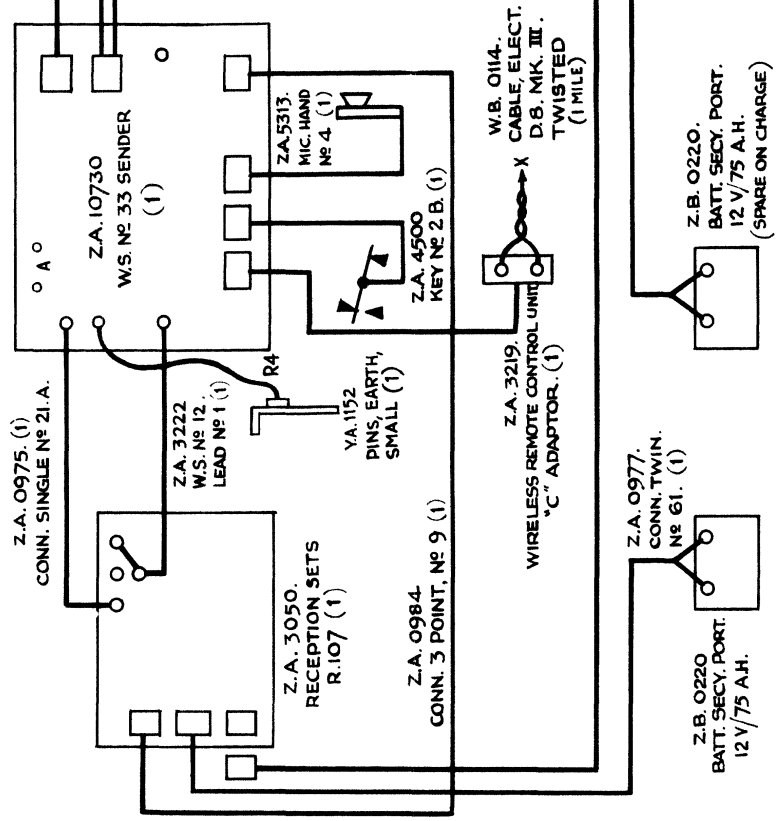 Z.A. 10730
W.S. Nº 33 SENDER
(1)
A
Z.A. 5313.
MIC. HAND
Nº 4 (1)
W.B. 0114.
CABLE, ELECT.
D.8. MK. III.
TWISTED
(1 MILE)
X
Z.A. 4500
KEY Nº 2 B. (1)
Z.B. 0220.
BATT. SECY. PORT.
12 V/75 A.H.
(SPARE ON CHARGE)
Z.A. 0975. (1)
CONN. SINGLE Nº 21.A.
Z.A. 3222
W.S. Nº 12.
LEAD Nº 1 (1)
R4
Y.A. 1152
PINS, EARTH,
SMALL (1)
Z.A. 3219.
WIRELESS REMOTE CONTROL UNIT
"C" ADAPTOR. (1)
Z.A. 3050.
RECEPTION SETS
R.107 (1)
Z.A. 0984.
CONN. 3 POINT, Nº 9 (1)
Z.A. 0977.
CONN. TWIN.
Nº 61. (1)
Z.B. 0220
BATT. SECY. PORT.
12 V/75 A.H.